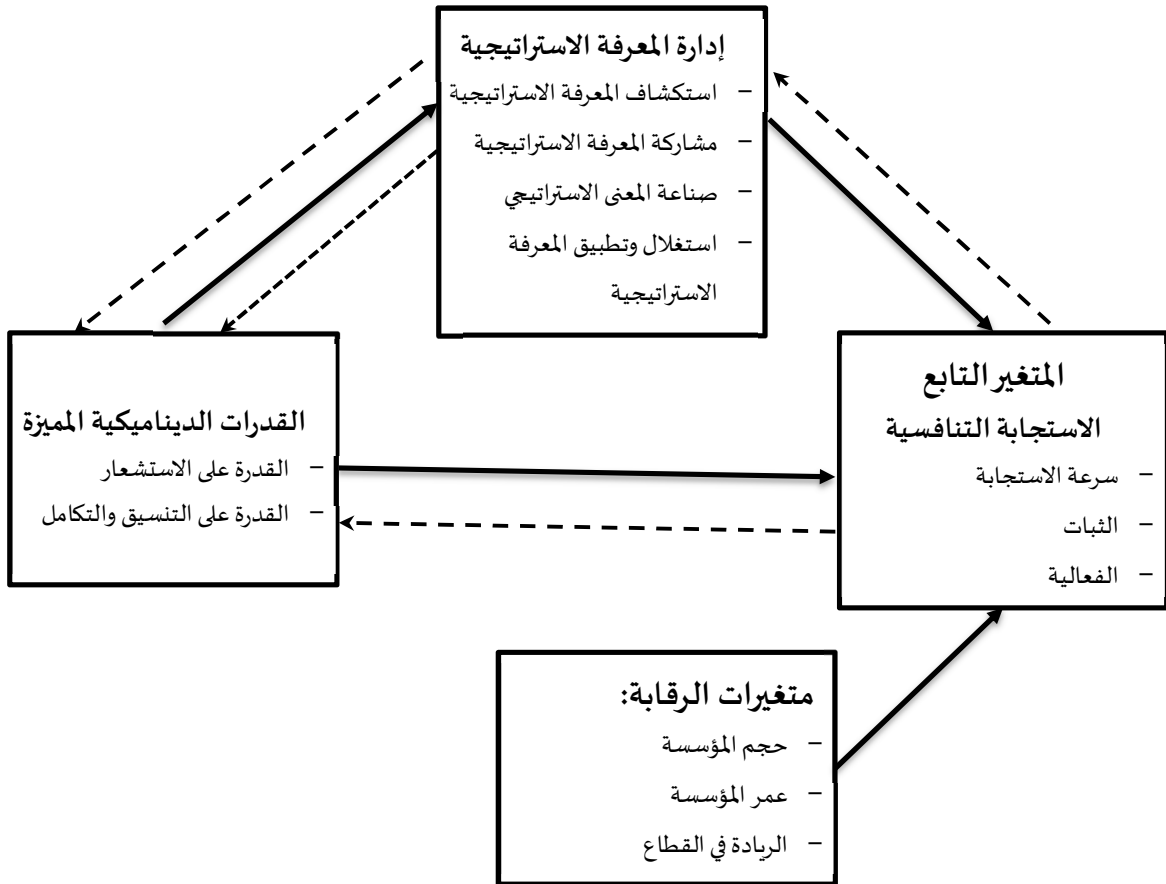 إدارة المعرفة الاستراتيجية
– استكشاف المعرفة الاستراتيجية
– مشاركة المعرفة الاستراتيجية
– صناعة المعنى الاستراتيجي
– استغلال وتطبيق المعرفة
الاستراتيجية
المتغير التابع
الاستجابة التنافسية
– سرعة الاستجابة
– الثبات
– الفعالية
القدرات الديناميكية المميزة
– القدرة على الاستشعار
– القدرة على التنسيق والتكامل
متغيرات الرقابة:
– حجم المؤسسة
– عمر المؤسسة
– الريادة في القطاع